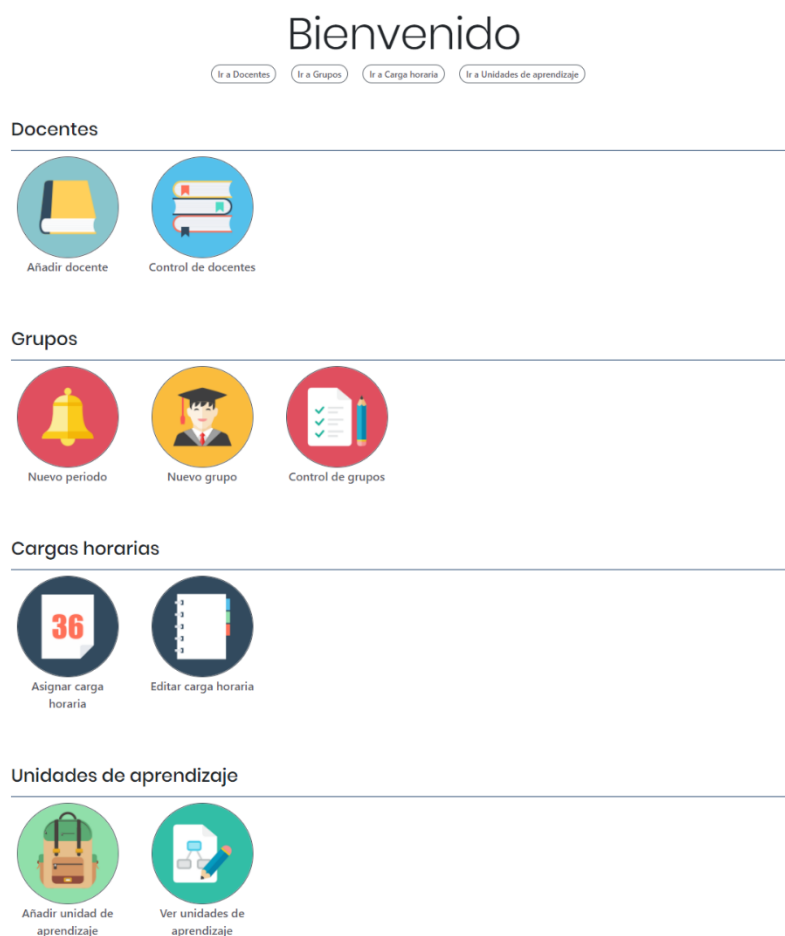 Bienvenido
Ir a Docentes Ir a Grupos Ir a Carga horaria Ir a Unidades de aprendizaje
Docentes
Añadir docente Control de docentes
Grupos
Nuevo periodo Nuevo grupo Control de grupos
Cargas horarias
36
Asignar carga horaria Editar carga horaria
Unidades de aprendizaje
Añadir unidad de aprendizaje Ver unidades de aprendizaje